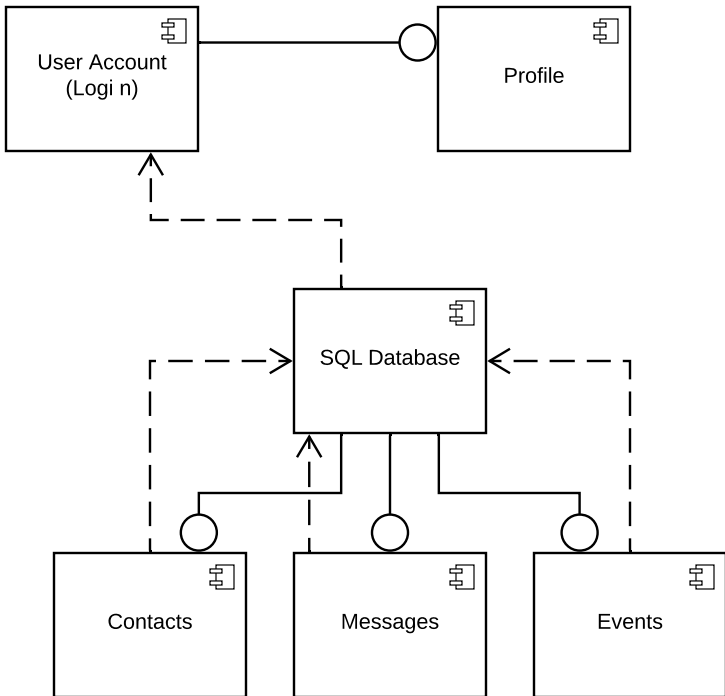 User Account
(Logi n)
Profile
SQL Database
Contacts
Messages
Events